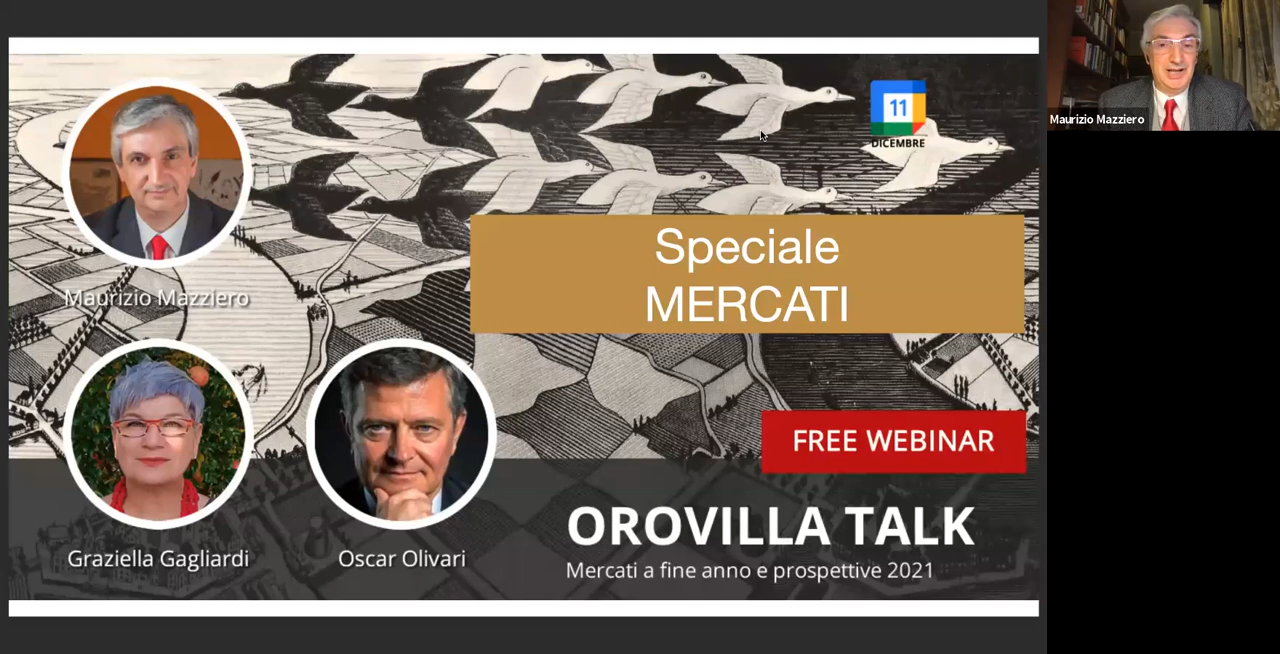 11
DICEMBRE
Maurizio Mazziero
Speciale
MERCATI
Maurizio Mazziero
FREE WEBINAR
OROVILLA TALK
Mercati a fine anno e prospettive 2021
Graziella Gagliardi
Oscar Olivari